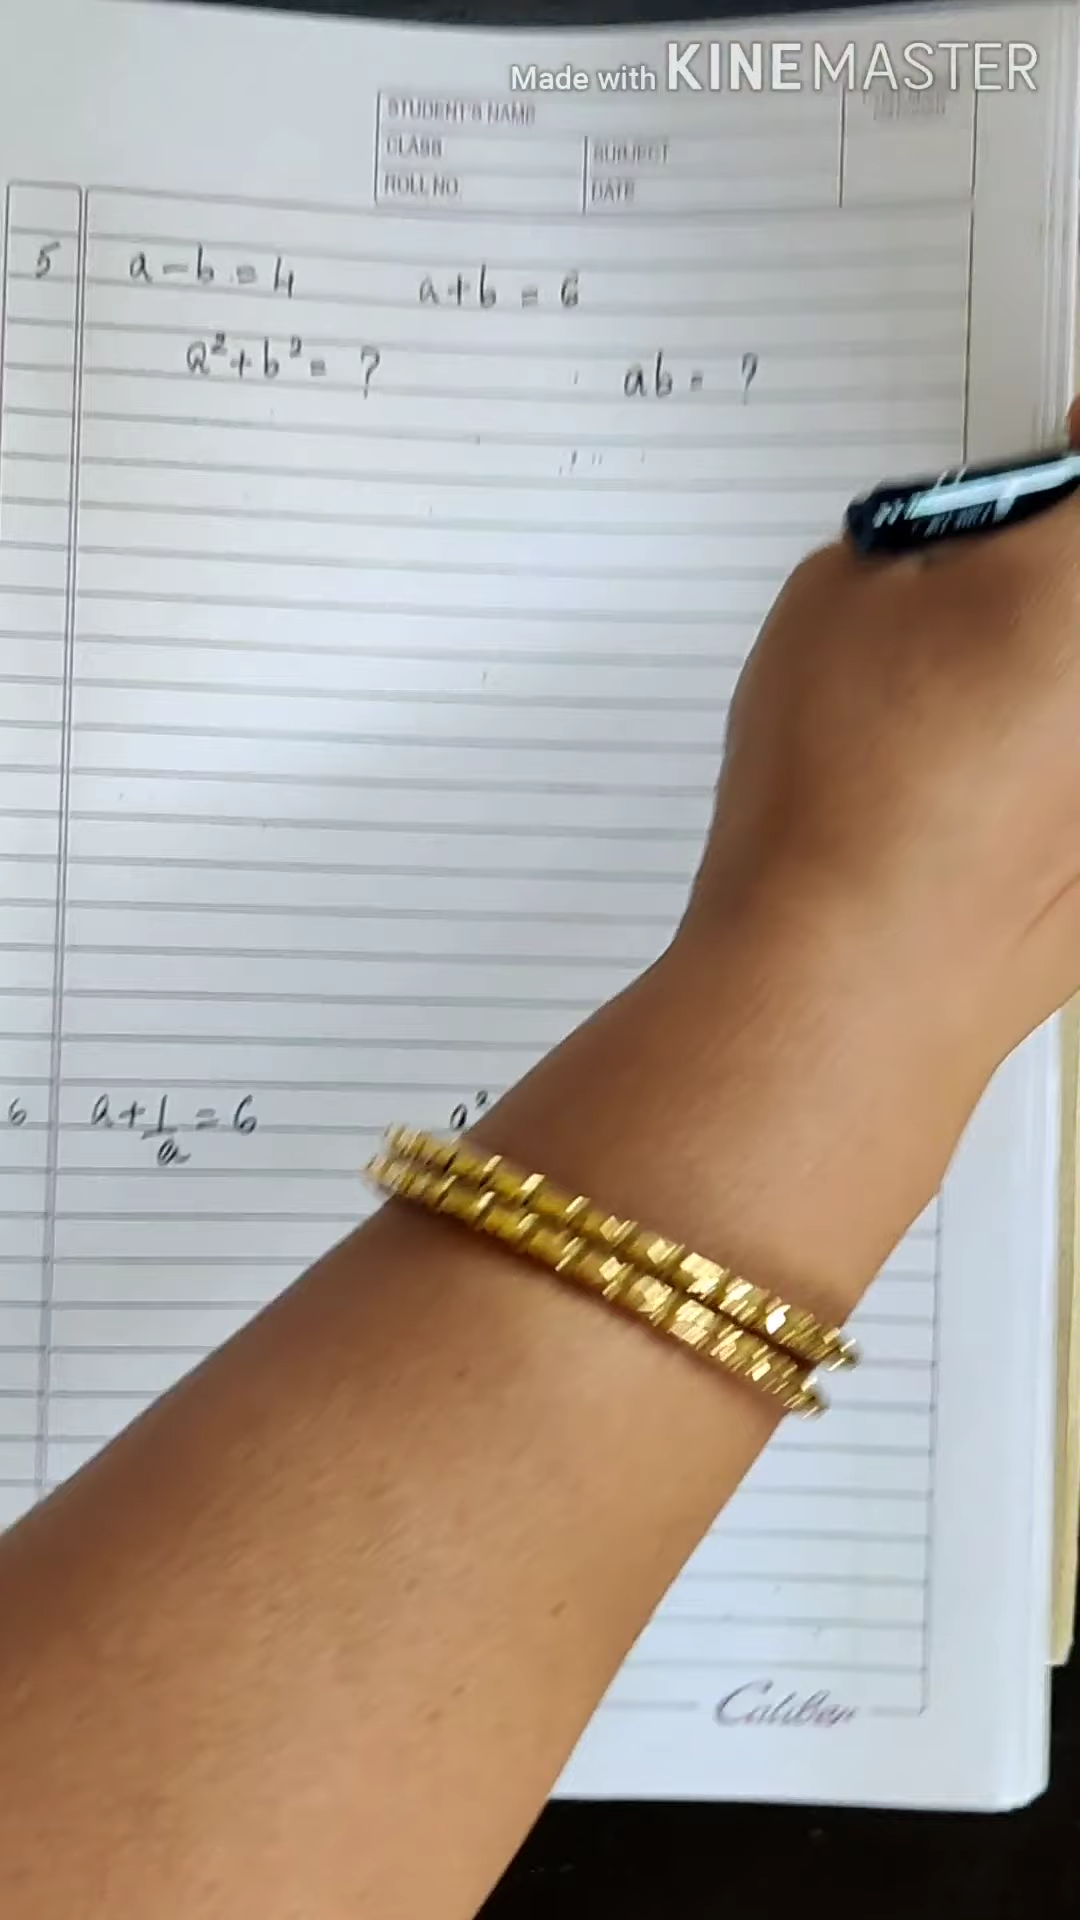 Made with KINEMASTER
STUDENT'S NAME
CLASS SUBJECT
ROLL NO. DATE
5 a-b=4 a+b=6
a²+b²=? ab=?
6 a+1/a=6 a²
Caliber